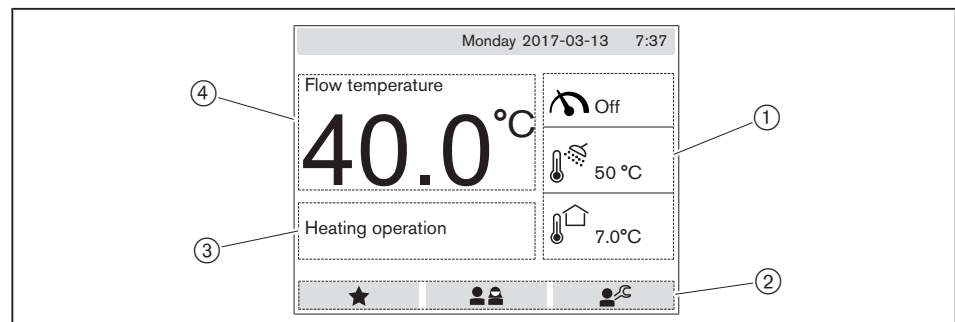 Monday 2017-03-13 7:37
Flow temperature
40.0°C
Heating operation
Off
50 °C
7.0°C
④
③
①
②